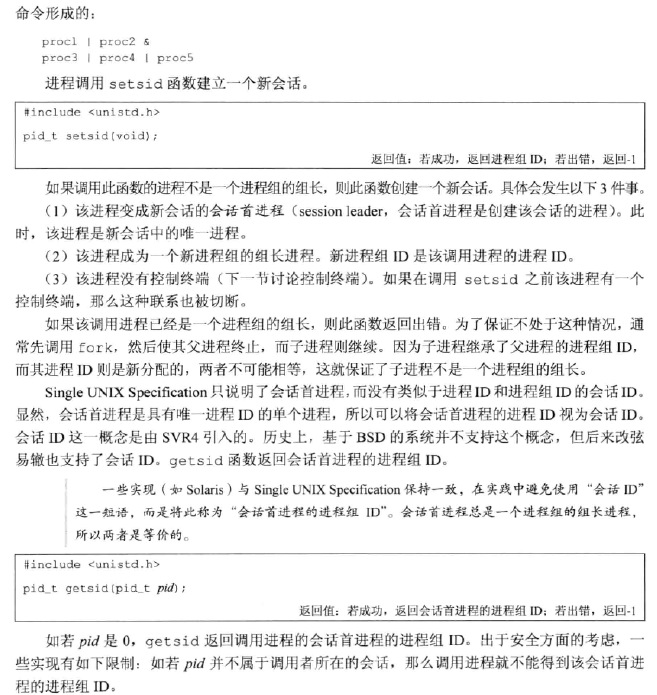 命令形成的：
proc1 | proc2 &
proc3 | proc4 | proc5
进程调用 setsid 函数建立一个新会话。
#include <unistd.h>
pid_t setsid(void);
返回值：若成功，返回进程组 ID；若出错，返回-1
如果调用此函数的进程不是一个进程组的组长，则此函数创建一个新会话。具体会发生以下 3 件事。
（1）该进程变成新会话的会话首进程（session leader，会话首进程是创建该会话的进程）。此
时，该进程是新会话中的唯一进程。
（2）该进程成为一个新进程组的组长进程。新进程组 ID 是该调用进程的进程 ID。
（3）该进程没有控制终端（下一节讨论控制终端）。如果在调用 setsid 之前该进程有一个
控制终端，那么这种联系也被切断。
如果该调用进程已经是一个进程组的组长，则此函数返回出错。为了保证不处于这种情况，通
常先调用 fork，然后使其父进程终止，而子进程则继续。因为子进程继承了父进程的进程组 ID，
而其进程 ID 则是新分配的，两者不可能相等，这就保证了子进程不是一个进程组的组长。
Single UNIX Specification 只说明了会话首进程，而没有类似于进程 ID 和进程组 ID 的会话 ID。
显然，会话首进程是具有唯一进程 ID 的单个进程，所以可以将会话首进程的进程 ID 视为会话 ID。
会话 ID 这一概念是由 SVR4 引入的。历史上，基于 BSD 的系统并不支持这个概念，但后来改弦
易辙也支持了会话 ID。getsid 函数返回会话首进程的进程组 ID。
一些实现（如 Solaris）与 Single UNIX Specification 保持一致，在实践中避免使用“会话 ID”
这一短语，而是将此称为“会话首进程的进程组 ID”。会话首进程总是一个进程组的组长进程，
所以两者是等价的。
#include <unistd.h>
pid_t getsid(pid_t pid);
返回值：若成功，返回会话首进程的进程组 ID；若出错，返回-1
如若 pid 是 0，getsid 返回调用进程的会话首进程的进程组 ID。出于安全方面的考虑，一
些实现有如下限制：如若 pid 并不属于调用者所在的会话，那么调用进程就不能得到该会话首进
程的进程组 ID。